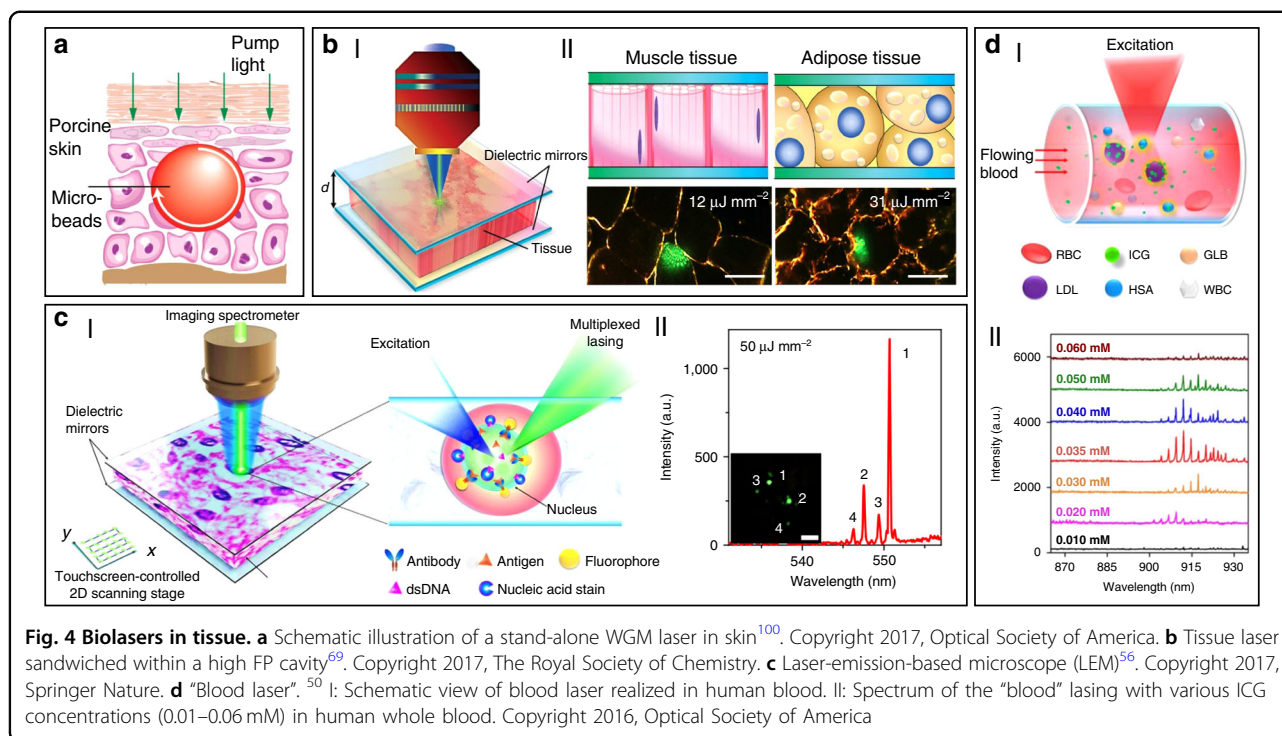 a
Pump
light
Porcine
skin
Micro-
beads
b
I
d
II
Muscle tissue
Adipose tissue
Dielectric mirrors
Tissue
12 μJ mm⁻²
31 μJ mm⁻²
c
I
Imaging spectrometer
Dielectric
mirrors
y
x
Touchscreen-controlled
2D scanning stage
Excitation
Multiplexed
lasing
Nucleus
Antibody
Antigen
Fluorophore
dsDNA
Nucleic acid stain
II
50 μJ mm⁻²
1
1,000
Intensity (a.u.)
500
0
3
1
2
4
2
3
4
540
550
Wavelength (nm)
d
I
Excitation
Flowing
blood
RBC
ICG
GLB
LDL
HSA
WBC
II
6000
4000
2000
0
Intensity (a.u.)
0.060 mM
0.050 mM
0.040 mM
0.035 mM
0.030 mM
0.020 mM
0.010 mM
870
885
900
915
930
Wavelength (nm)
Fig. 4 Biolasers in tissue. a Schematic illustration of a stand-alone WGM laser in skin¹⁰⁰. Copyright 2017, Optical Society of America. b Tissue laser
sandwiched within a high FP cavity⁶⁹. Copyright 2017, The Royal Society of Chemistry. c Laser-emission-based microscope (LEM)⁵⁶. Copyright 2017,
Springer Nature. d “Blood laser”. ⁵⁰ I: Schematic view of blood laser realized in human blood. II: Spectrum of the “blood” lasing with various ICG
concentrations (0.01–0.06 mM) in human whole blood. Copyright 2016, Optical Society of America